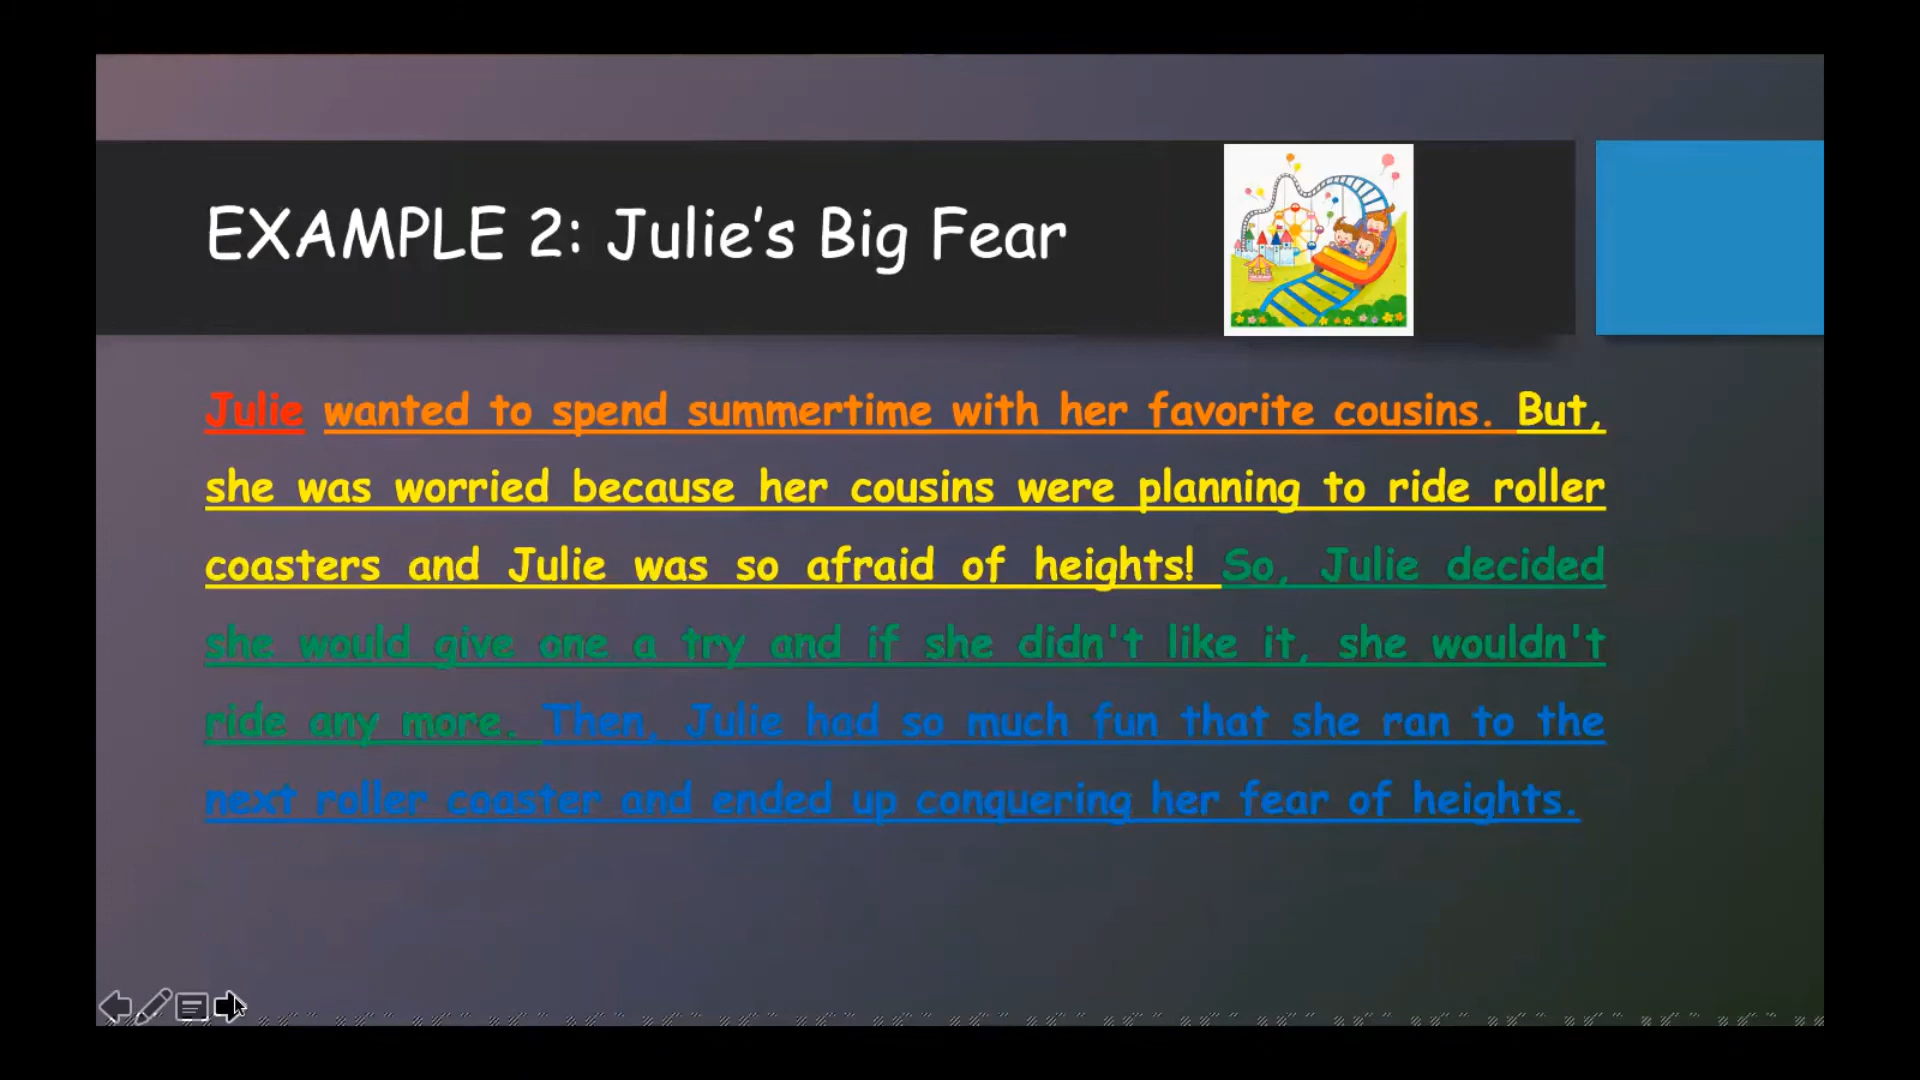 EXAMPLE 2: Julie's Big Fear
Julie wanted to spend summertime with her favorite cousins. But,
she was worried because her cousins were planning to ride roller
coasters and Julie was so afraid of heights! So, Julie decided
she would give one a try and if she didn't like it, she wouldn't
ride any more. Then, Julie had so much fun that she ran to the
next roller coaster and ended up conquering her fear of heights.